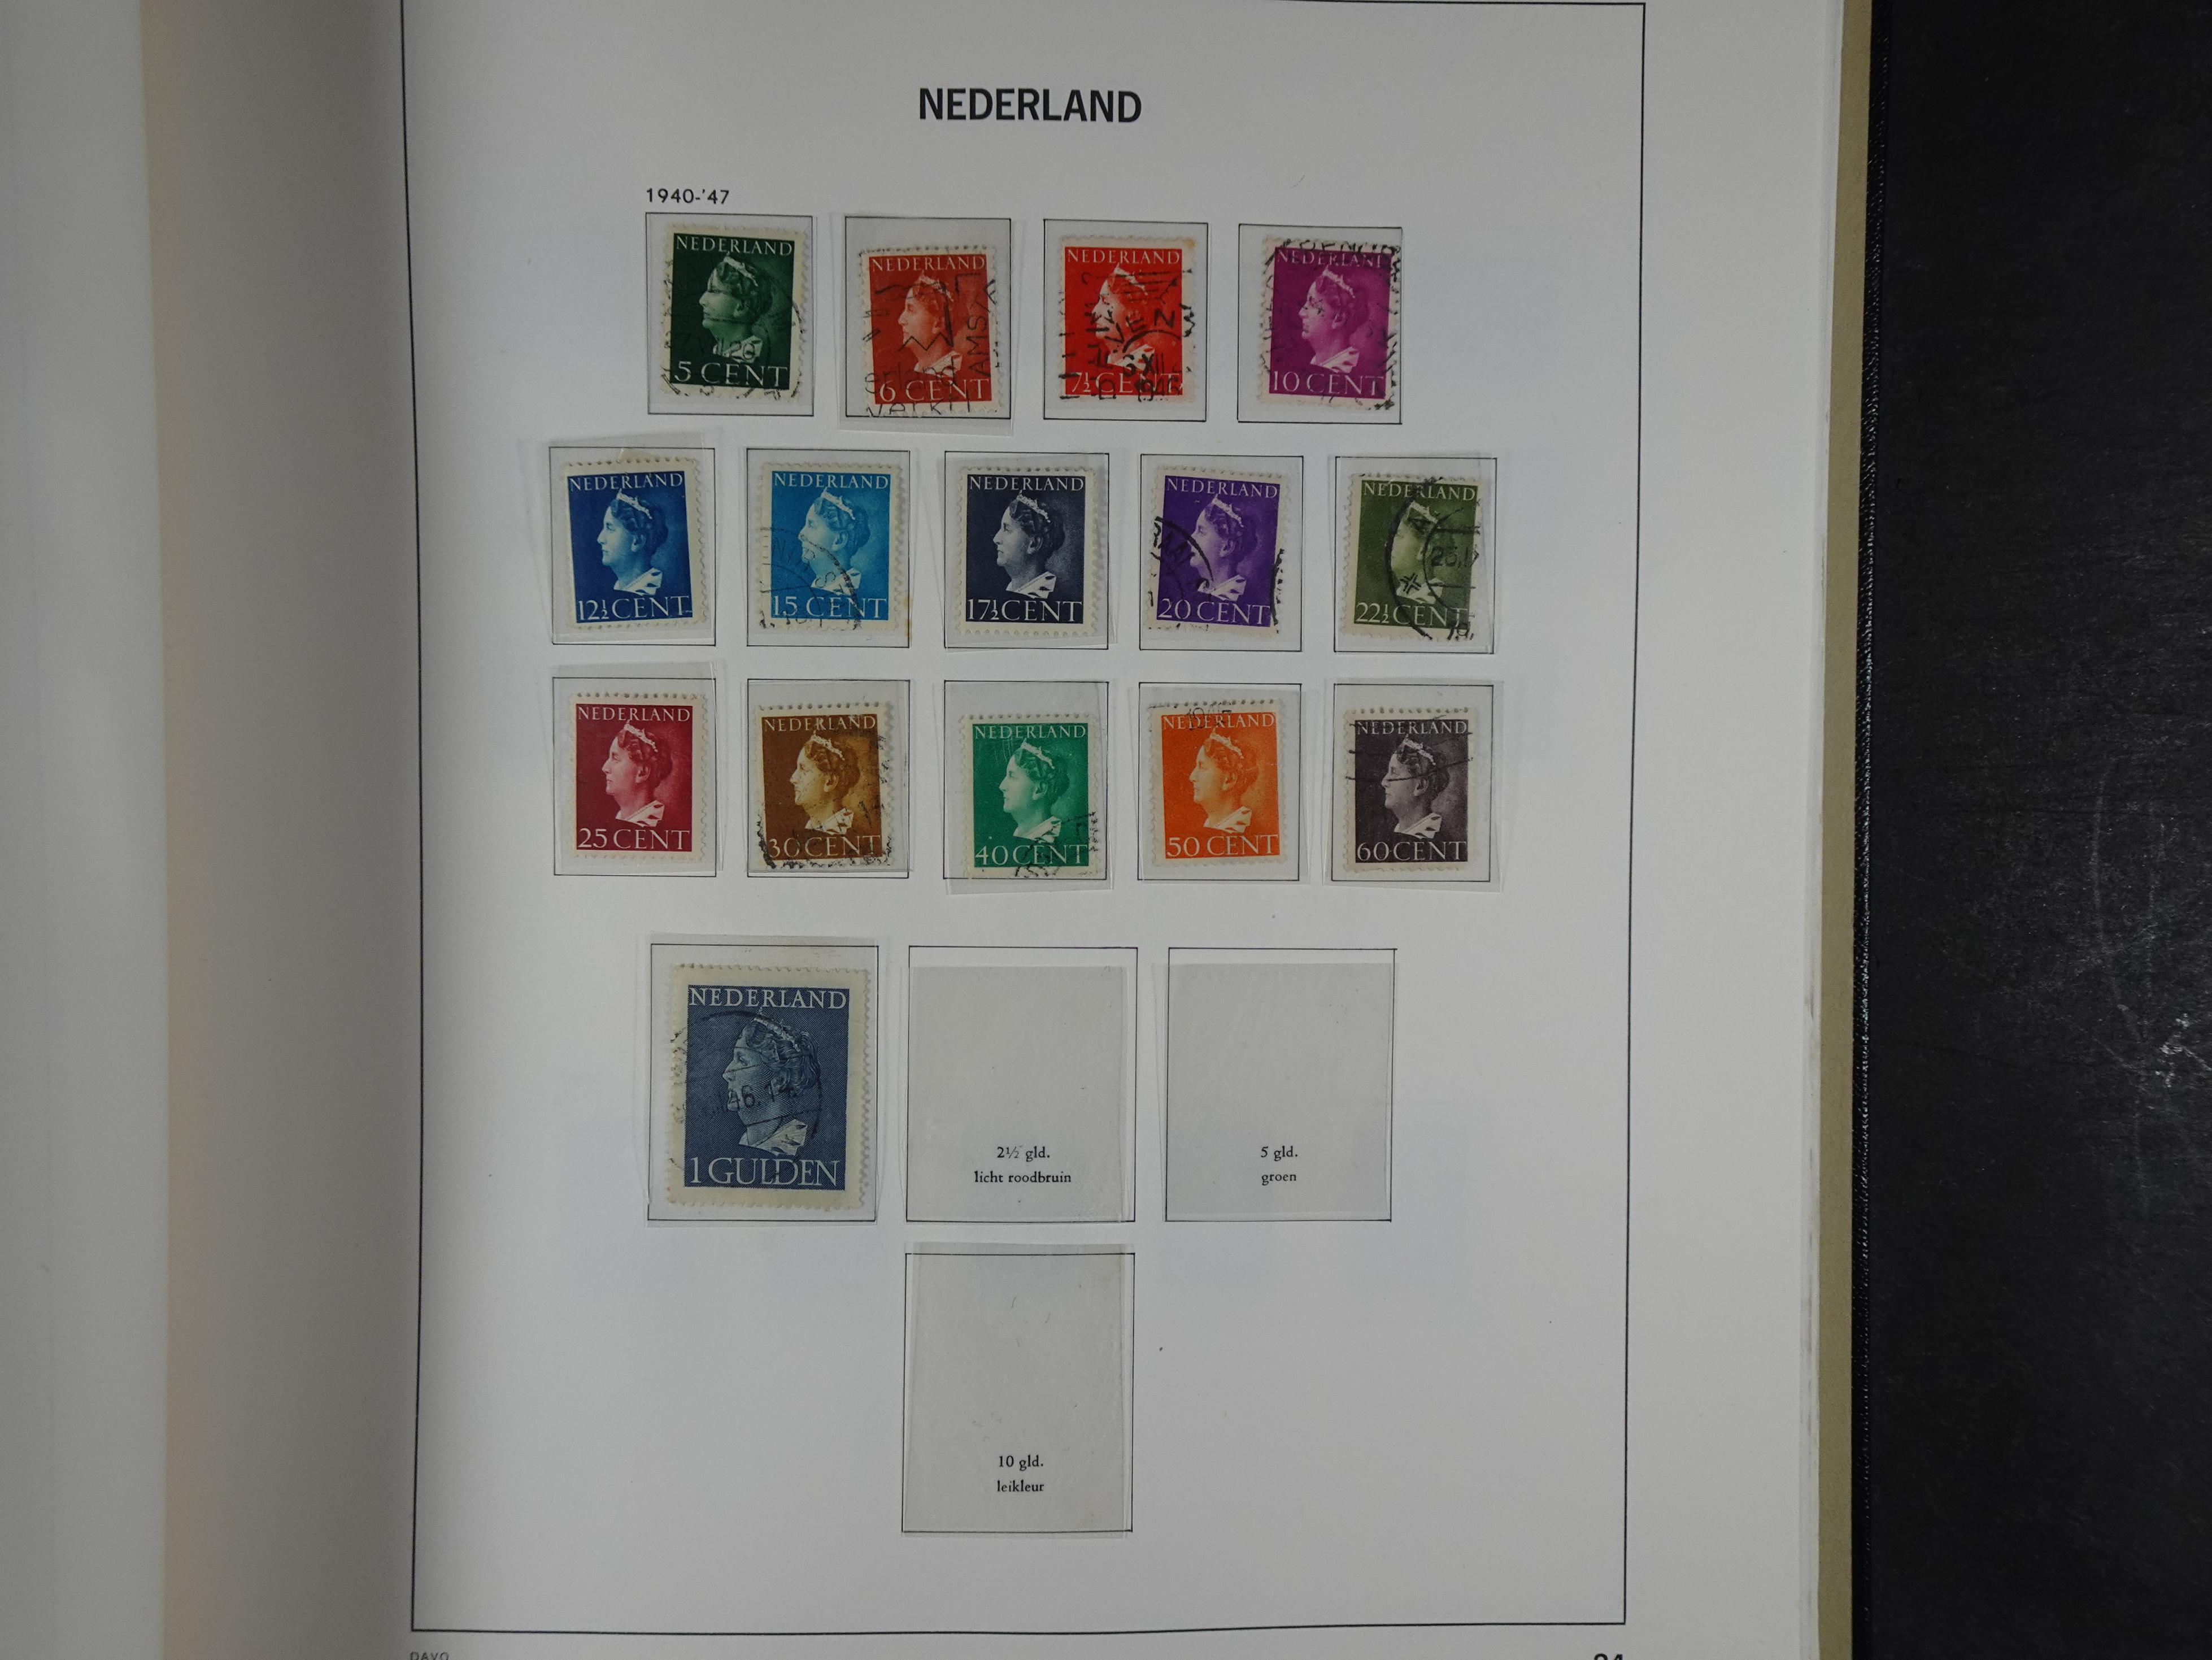 NEDERLAND
1940-'47
NEDERLAND
5 CENT
NEDERLAND
6 CENT
NEDERLAND
7½ CENT
NEDERLAND
10 CENT
NEDERLAND
12½ CENT
NEDERLAND
15 CENT
NEDERLAND
17½ CENT
NEDERLAND
20 CENT
NEDERLAND
22½ CENT
NEDERLAND
25 CENT
NEDERLAND
30 CENT
NEDERLAND
40 CENT
NEDERLAND
50 CENT
NEDERLAND
60 CENT
NEDERLAND
1 GULDEN
2½ gld.
licht roodbruin
5 gld.
groen
10 gld.
leikleur
DAVO